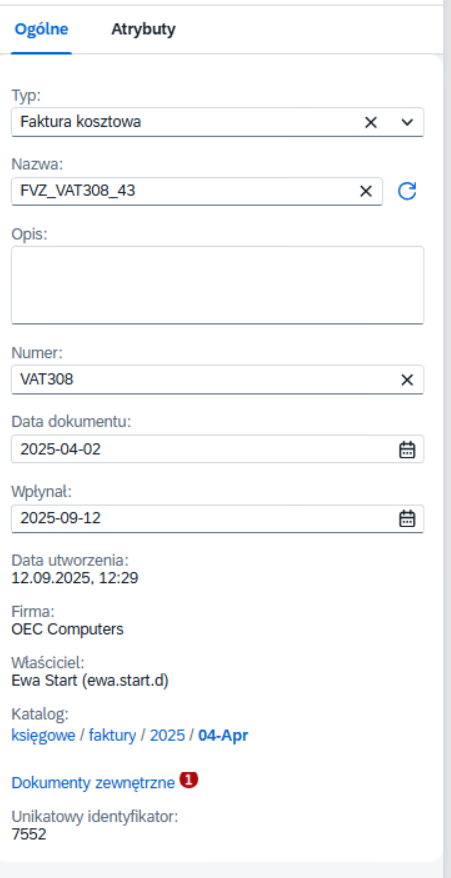 Ogólne Atrybuty
Typ:
Faktura kosztowa
Nazwa:
FVZ_VAT308_43
Opis:
Numer:
VAT308
Data dokumentu:
2025-04-02
Wpłynął:
2025-09-12
Data utworzenia:
12.09.2025, 12:29
Firma:
OEC Computers
Właściciel:
Ewa Start (ewa.start.d)
Katalog:
księgowe / faktury / 2025 / 04-Apr
Dokumenty zewnętrzne 1
Unikatowy identyfikator:
7552